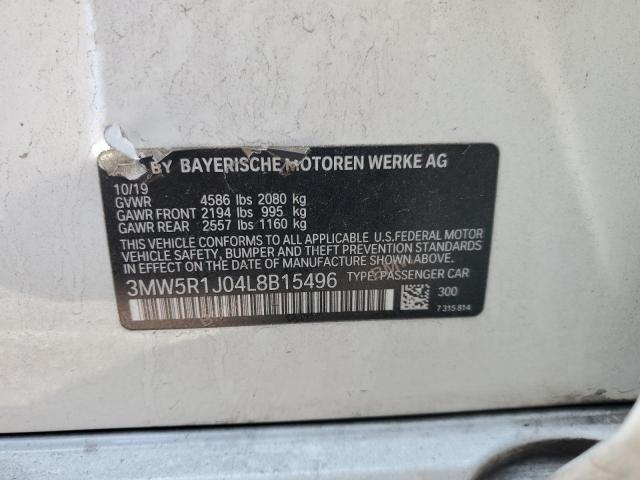 BY BAYERISCHE MOTOREN WERKE AG
10/19
GVWR 4586 lbs 2080 kg
GAWR FRONT 2194 lbs 995 kg
GAWR REAR 2557 lbs 1160 kg
THIS VEHICLE CONFORMS TO ALL APPLICABLE U.S.FEDERAL MOTOR
VEHICLE SAFETY, BUMPER AND THEFT PREVENTION STANDARDS
IN EFFECT ON THE DATE OF MANUFACTURE SHOWN ABOVE.
3MW5R1J04L8B15496 TYPE: PASSENGER CAR
300
7 315 814